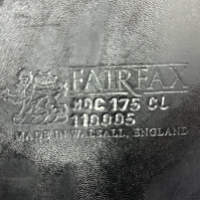 FAIRFAX
MDC 175 CL
110005
MADE IN WALSALL, ENGLAND